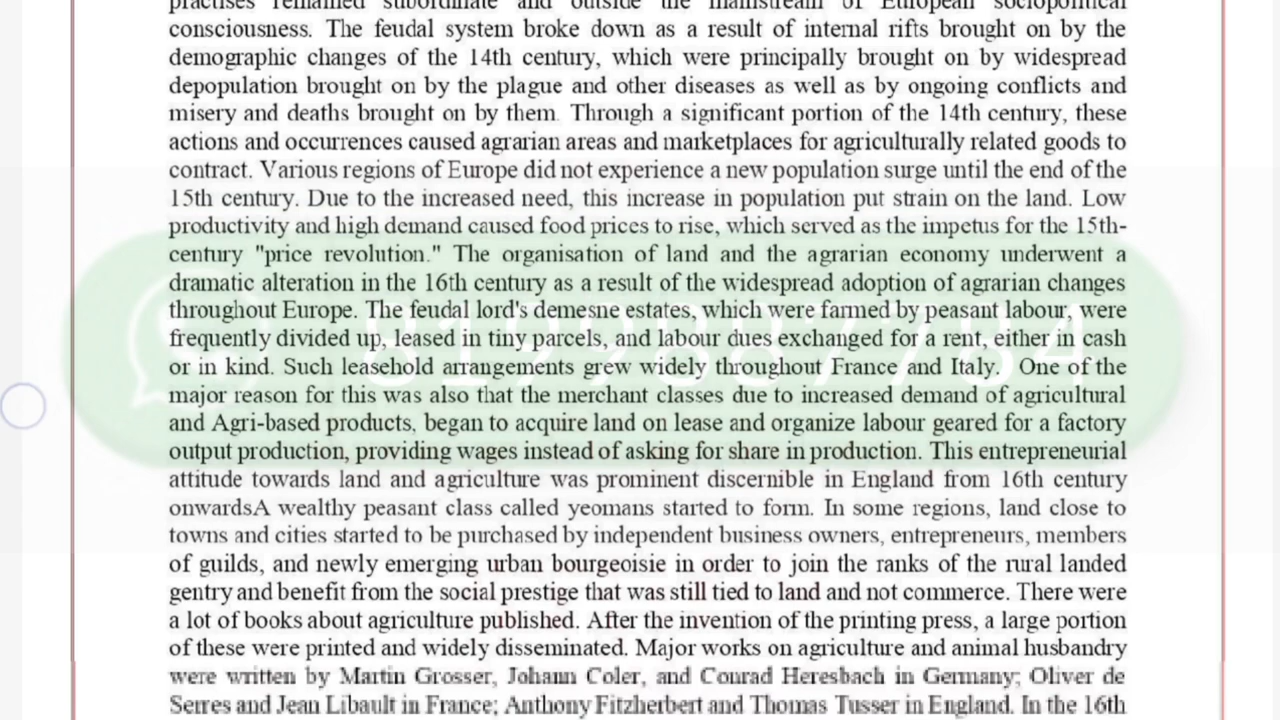 practises remained subordinate and outside the mainstream of European sociopolitical
consciousness. The feudal system broke down as a result of internal rifts brought on by the
demographic changes of the 14th century, which were principally brought on by widespread
depopulation brought on by the plague and other diseases as well as by ongoing conflicts and
misery and deaths brought on by them. Through a significant portion of the 14th century, these
actions and occurrences caused agrarian areas and marketplaces for agriculturally related goods to
contract. Various regions of Europe did not experience a new population surge until the end of the
15th century. Due to the increased need, this increase in population put strain on the land. Low
productivity and high demand caused food prices to rise, which served as the impetus for the 15th-
century "price revolution." The organisation of land and the agrarian economy underwent a
dramatic alteration in the 16th century as a result of the widespread adoption of agrarian changes
throughout Europe. The feudal lord's demesne estates, which were farmed by peasant labour, were
frequently divided up, leased in tiny parcels, and labour dues exchanged for a rent, either in cash
or in kind. Such leasehold arrangements grew widely throughout France and Italy. One of the
major reason for this was also that the merchant classes due to increased demand of agricultural
and Agri-based products, began to acquire land on lease and organize labour geared for a factory
output production, providing wages instead of asking for share in production. This entrepreneurial
attitude towards land and agriculture was prominent discernible in England from 16th century
onwardsA wealthy peasant class called yeomans started to form. In some regions, land close to
towns and cities started to be purchased by independent business owners, entrepreneurs, members
of guilds, and newly emerging urban bourgeoisie in order to join the ranks of the rural landed
gentry and benefit from the social prestige that was still tied to land and not commerce. There were
a lot of books about agriculture published. After the invention of the printing press, a large portion
of these were printed and widely disseminated. Major works on agriculture and animal husbandry
were written by Martin Grosser, Johann Coler, and Conrad Heresbach in Germany; Oliver de
Serres and Jean Libault in France; Anthony Fitzherbert and Thomas Tusser in England. In the 16th